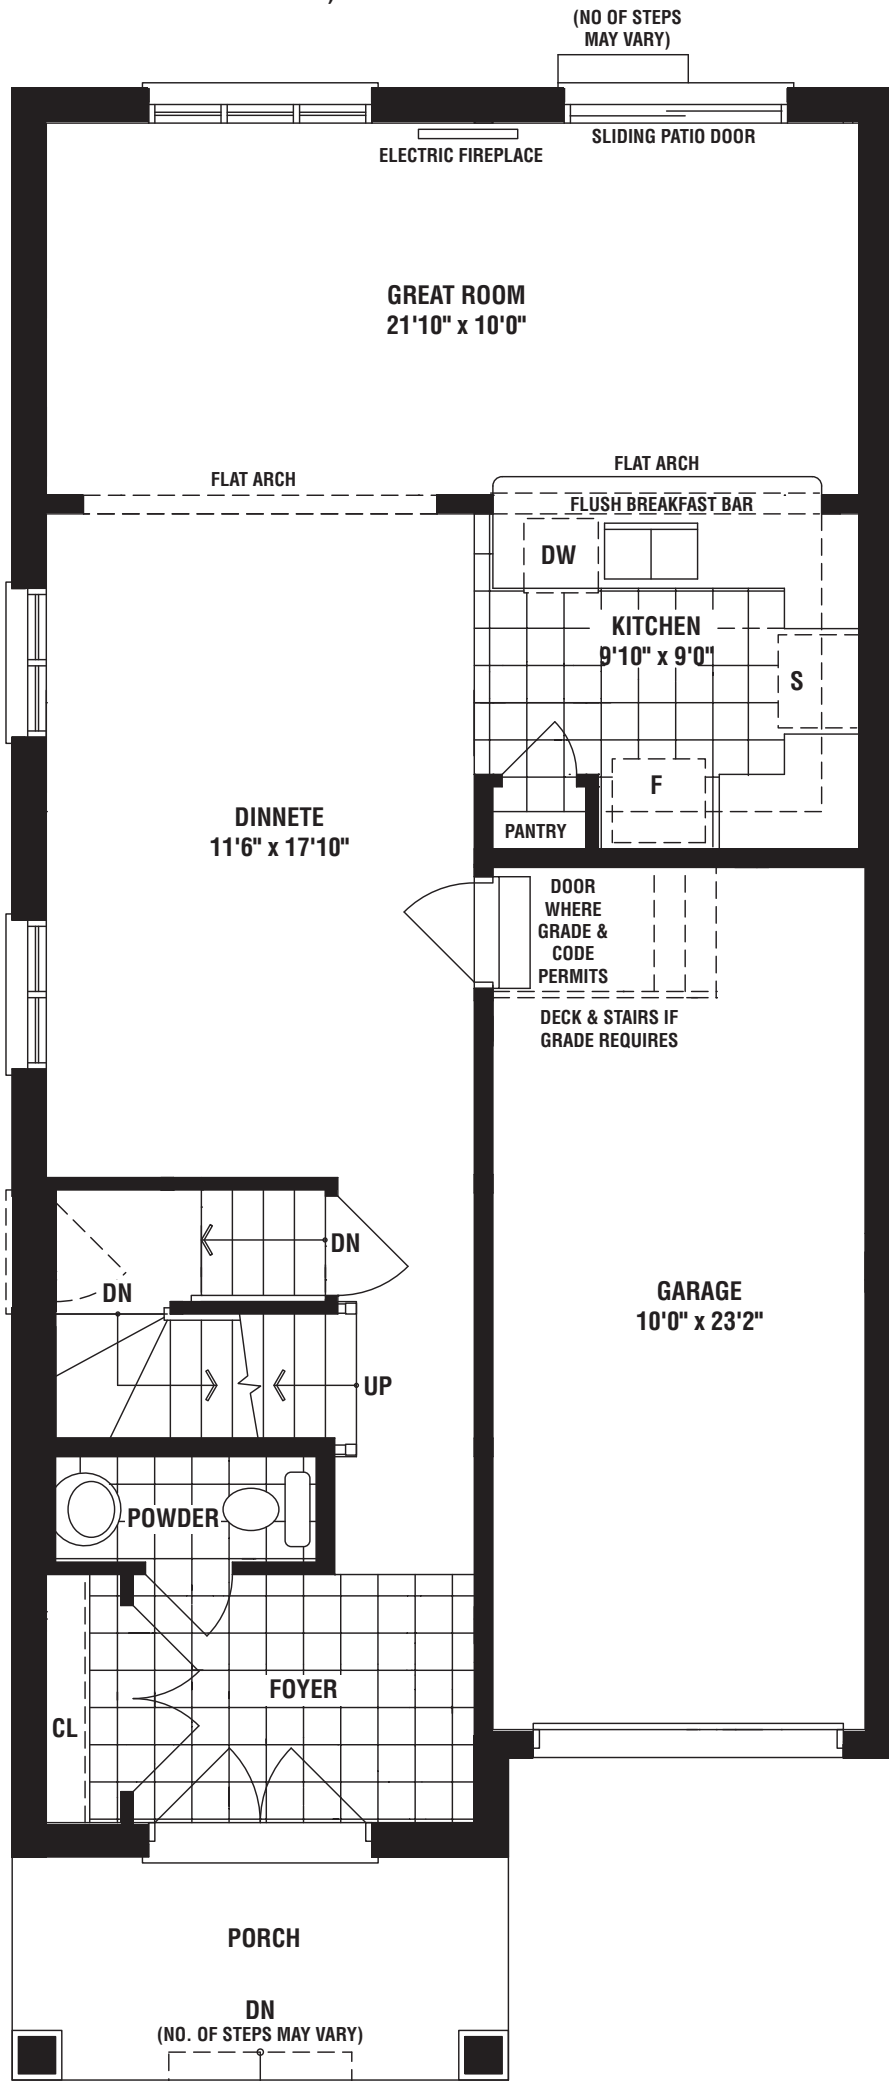 (NO OF STEPS
MAY VARY)
SLIDING PATIO DOOR
ELECTRIC FIREPLACE
GREAT ROOM
21'10" x 10'0"
FLAT ARCH
FLAT ARCH
FLUSH BREAKFAST BAR
DW
KITCHEN
9'10" x 9'0"
S
F
PANTRY
DINNETE
11'6" x 17'10"
DOOR
WHERE
GRADE &
CODE
PERMITS
DECK & STAIRS IF
GRADE REQUIRES
DN
DN
UP
GARAGE
10'0" x 23'2"
POWDER
FOYER
CL
PORCH
DN
(NO. OF STEPS MAY VARY)